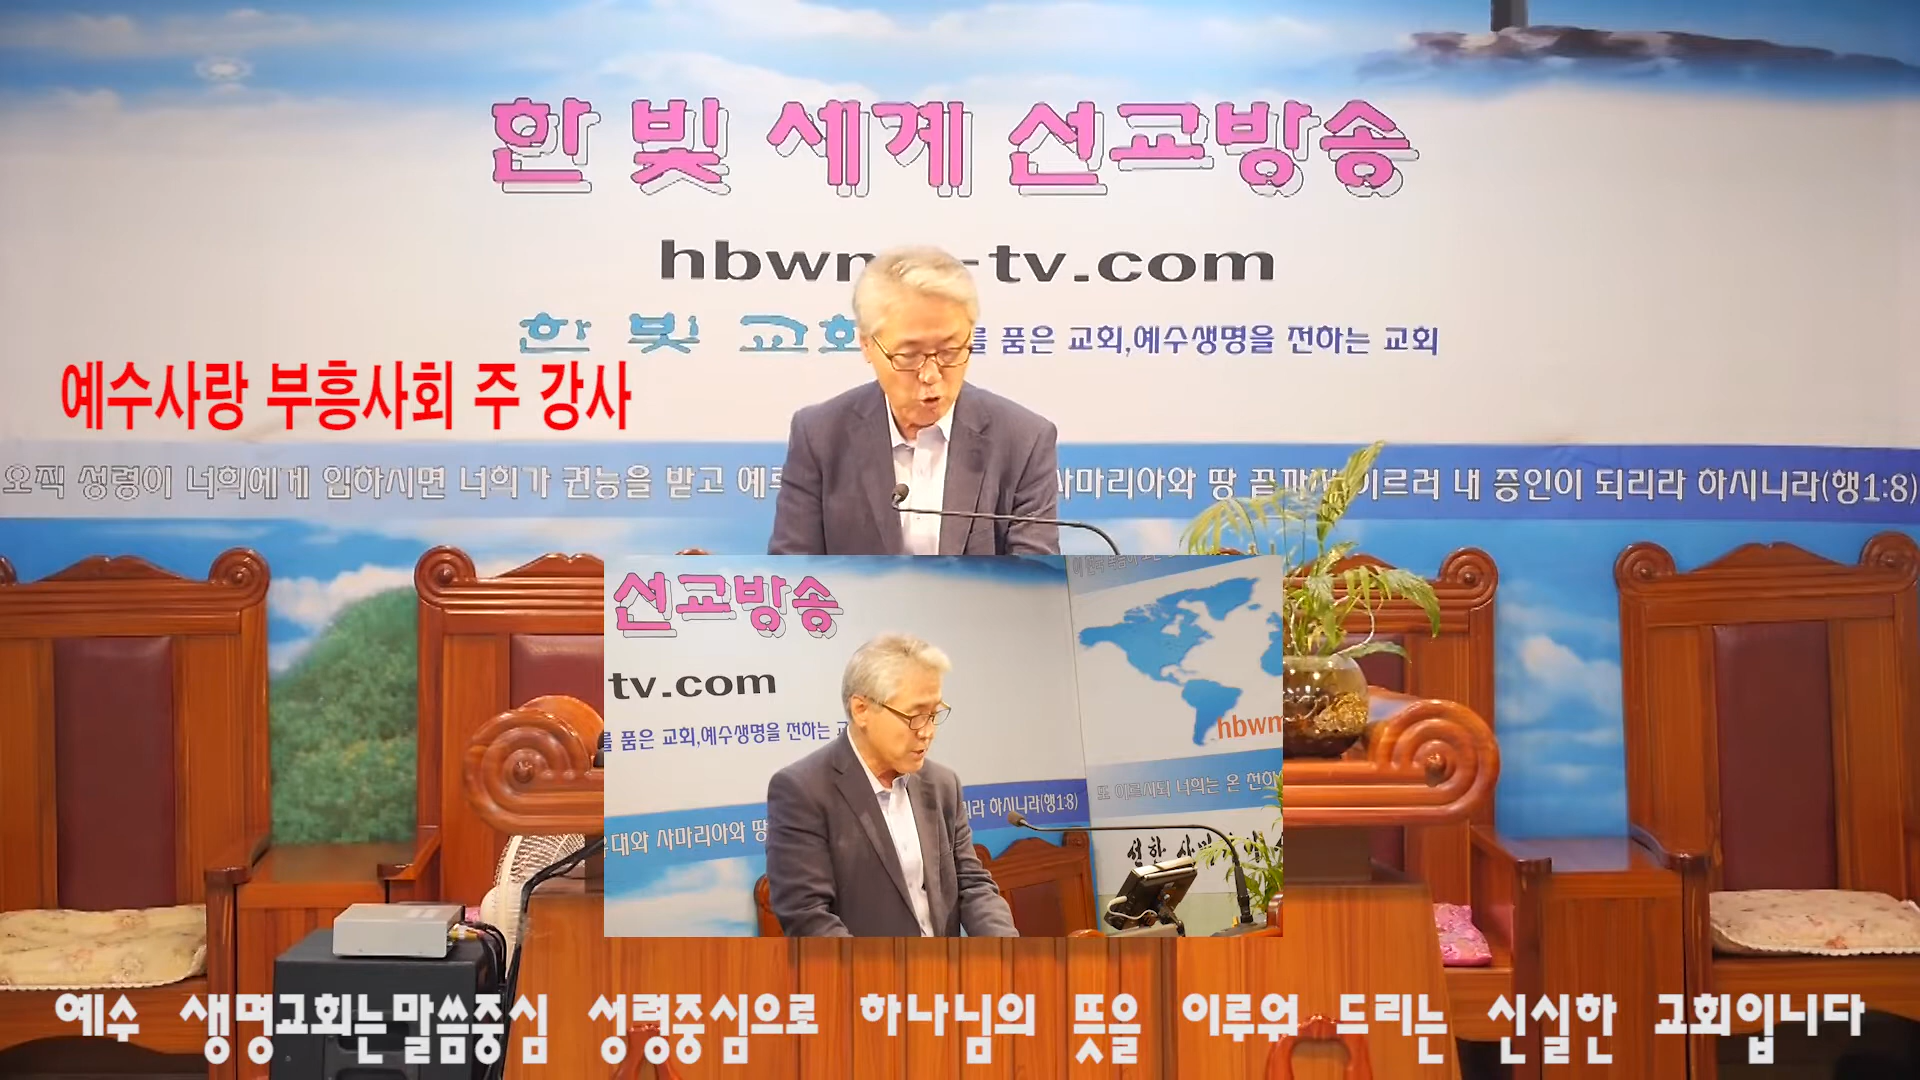 한 빛 세계 선교방송
hbwm-tv.com
한 빛 교회 를 품은 교회,예수생명을 전하는 교회
예수사랑 부흥사회 주 강사
오직 성령이 너희에게 임하시면 너희가 권능을 받고 사마리아와 땅 끝까지 이르러 내 증인이 되리라 하시니라(행1:8)
선교방송
tv.com
를 품은 교회,예수생명을 전하는
hbwm
사마리아와 땅 리라 하시니라(행1:8)
또 이르시되 너희는 온 천하
예수 생명교회는말씀중심 성령중심으로 하나님의 뜻을 이루워 드리는 신실한 교회입니다